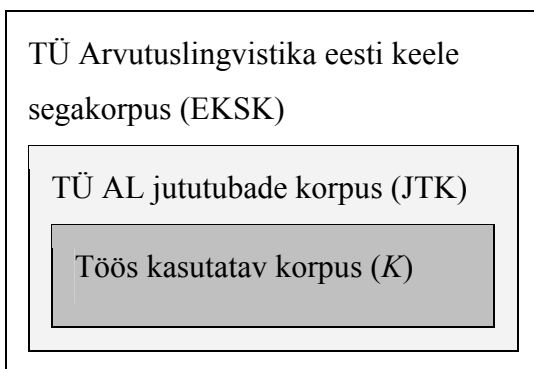 TÜ Arvutuslingvistika eesti keele
segakorpus (EKSK)
TÜ AL jututubade korpus (JTK)
Töös kasutatav korpus (K)